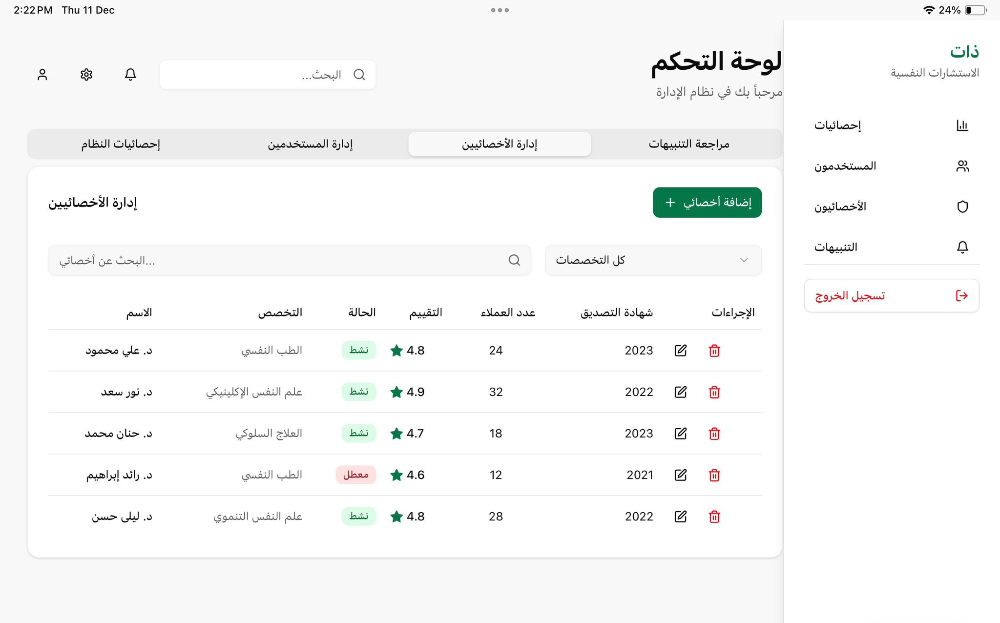 2:22 PM Thu 11 Dec
24%
ذات
الاستشارات النفسية
إحصائيات
المستخدمون
الأخصائيون
التنبيهات
تسجيل الخروج
لوحة التحكم
مرحباً بك في نظام الإدارة
البحث...
مراجعة التنبيهات
إدارة الأخصائيين
إدارة المستخدمين
إحصائيات النظام
إضافة أخصائي +
إدارة الأخصائيين
كل التخصصات
...البحث عن أخصائي
الإجراءات شهادة التصديق عدد العملاء التقييم الحالة التخصص الاسم
2023 24 4.8 نشط الطب النفسي د. علي محمود
2022 32 4.9 نشط علم النفس الإكلينيكي د. نور سعد
2023 18 4.7 نشط العلاج السلوكي د. حنان محمد
2021 12 4.6 معطل الطب النفسي د. رائد إبراهيم
2022 28 4.8 نشط علم النفس التنموي د. ليلى حسن